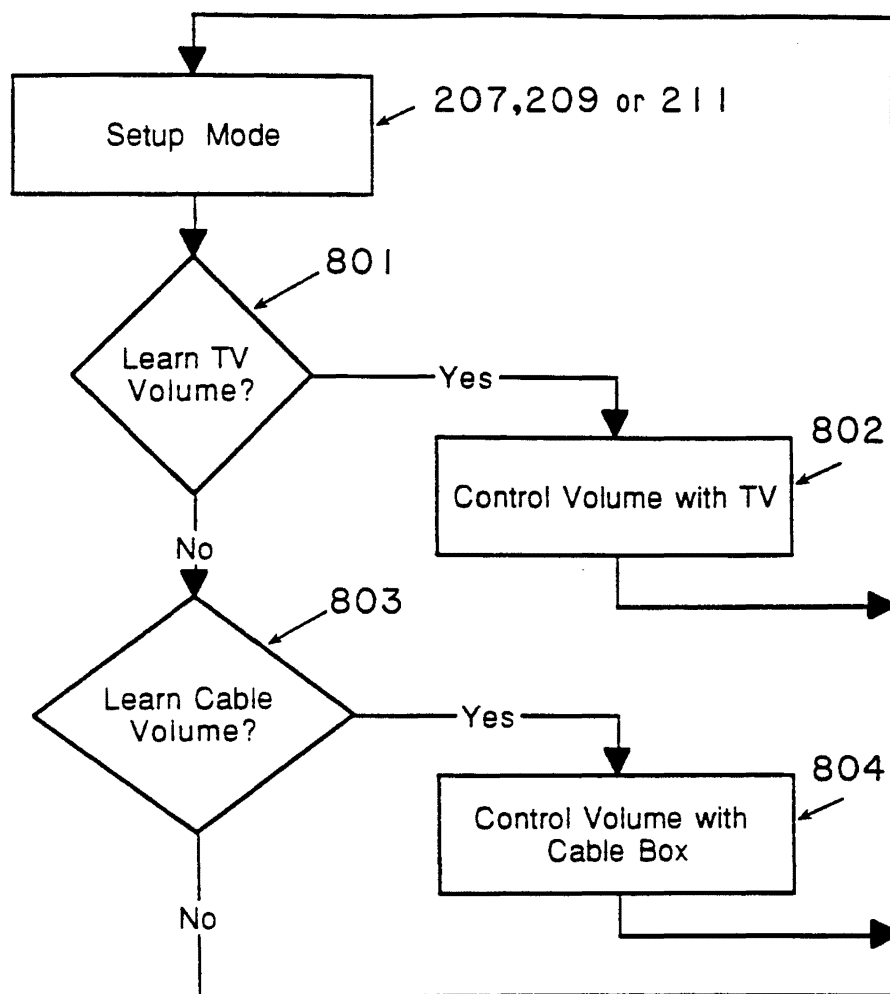 Setup Mode
207,209 or 211
801
Learn TV
Volume?
Yes
802
Control Volume with TV
No
803
Learn Cable
Volume?
Yes
804
Control Volume with
Cable Box
No